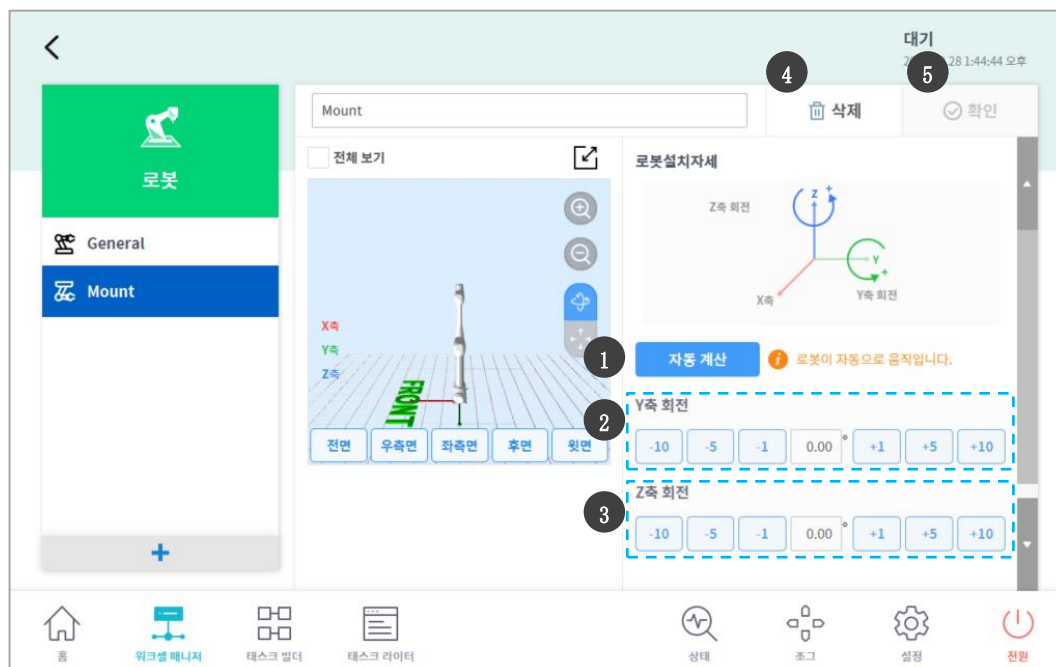 대기
28 1:44:44 오후
4
5
로봇
General
Mount
Mount
삭제
확인
전체 보기
X축
Y축
Z축
FRONT
전면
우측면
좌측면
후면
윗면
로봇설치자세
Z축 회전
Z
+
Y
+
X축
Y축 회전
1
자동 계산
i 로봇이 자동으로 움직입니다.
2
Y축 회전
-10 -5 -1 0.00 ° +1 +5 +10
3
Z축 회전
-10 -5 -1 0.00 ° +1 +5 +10
+
홈
워크셀 매니저
태스크 빌더
태스크 라이터
상태
조그
설정
전원